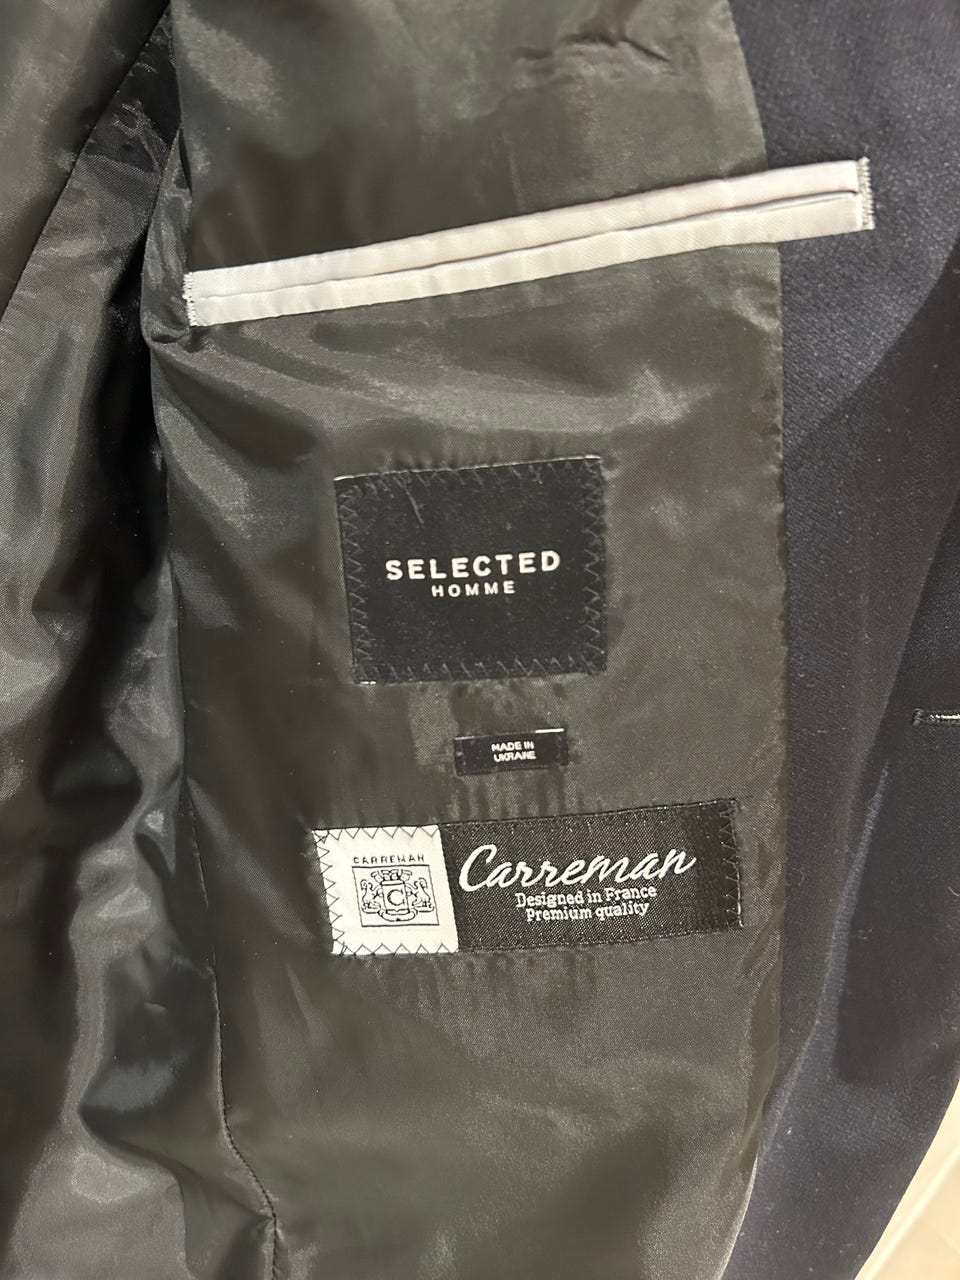 SELECTED
HOMME
MADE IN
UKRAINE
CARREMAN
C
Carreman
Designed in France
Premium quality